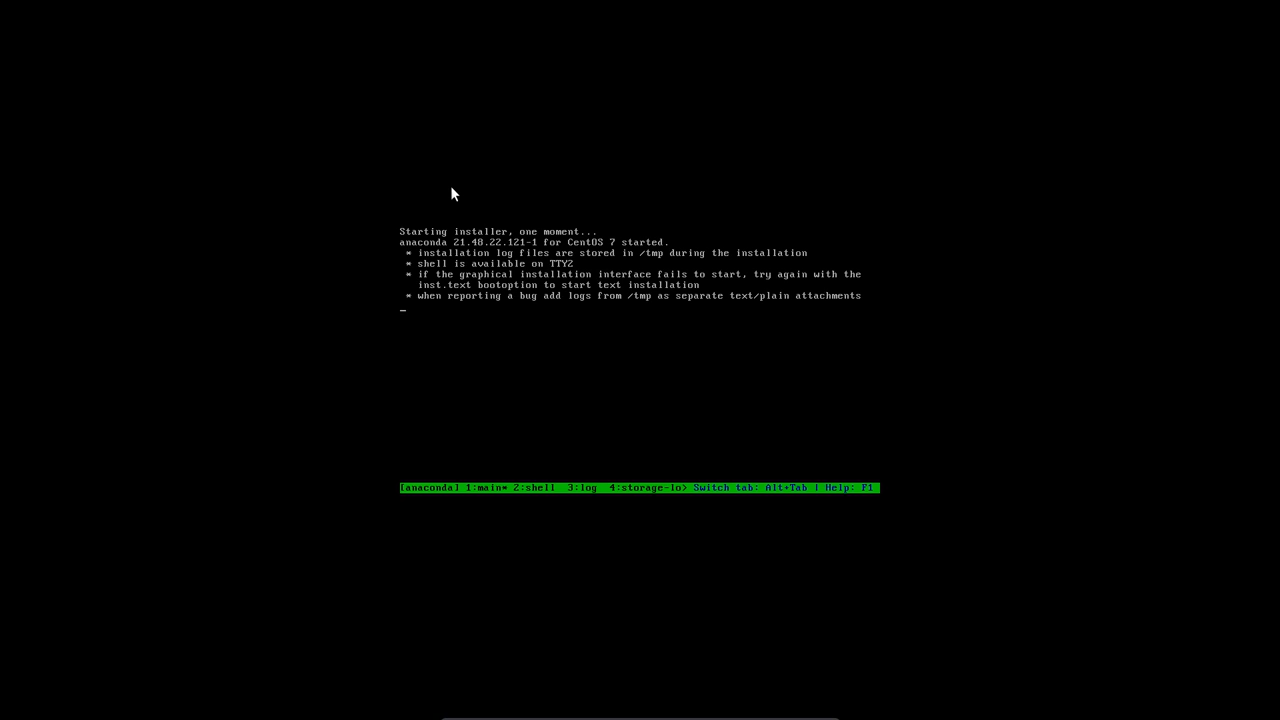 Starting installer, one moment...
anaconda 21.48.22.121-1 for CentOS 7 started.
* installation log files are stored in /tmp during the installation
* shell is available on TTY2
* if the graphical installation interface fails to start, try again with the
inst.text bootoption to start text installation
* when reporting a bug add logs from /tmp as separate text/plain attachments
[anaconda] 1:main* 2:shell  3:log  4:storage-lo> Switch tab: Alt+Tab | Help: F1